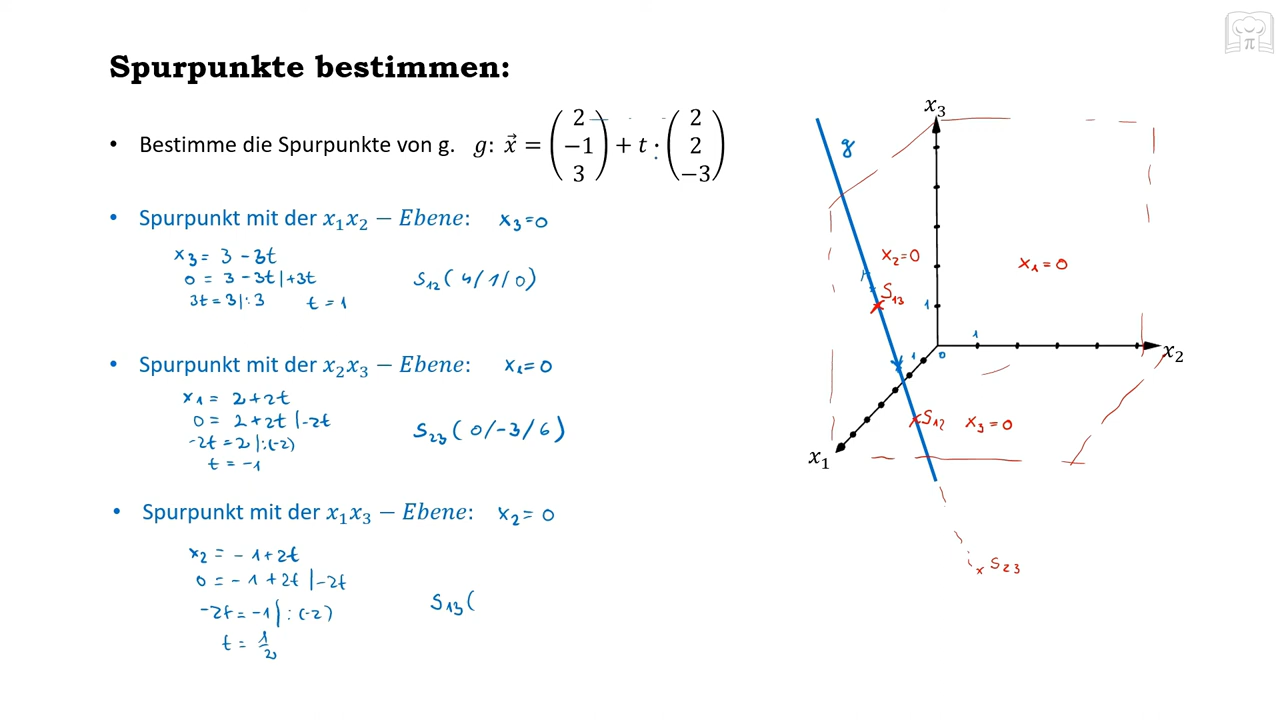 Spurpunkte bestimmen:
• Bestimme die Spurpunkte von g. g: x⃗ = (2 −1 3) + t · (2 2 −3)
• Spurpunkt mit der x₁x₂ − Ebene: x₃ = 0
x₃ = 3 − 3t
0 = 3 − 3t | +3t
3t = 3 | : 3 t = 1
S₁₂ ( 4 / 1 / 0 )
• Spurpunkt mit der x₂x₃ − Ebene: x₁ = 0
x₁ = 2 + 2t
0 = 2 + 2t | −2t
−2t = 2 | : (−2)
t = −1
S₂₃ ( 0 / −3 / 6 )
• Spurpunkt mit der x₁x₃ − Ebene: x₂ = 0
x₂ = − 1 + 2t
0 = − 1 + 2t | −2t
−2t = −1 | : (−2)
t = 1/2
S₁₃ (
x₃
g
x₂ = 0
x₁ = 0
S₁₃
1
1
1
0
x₂
S₁₂
x₃ = 0
x₁
S₂₃
π